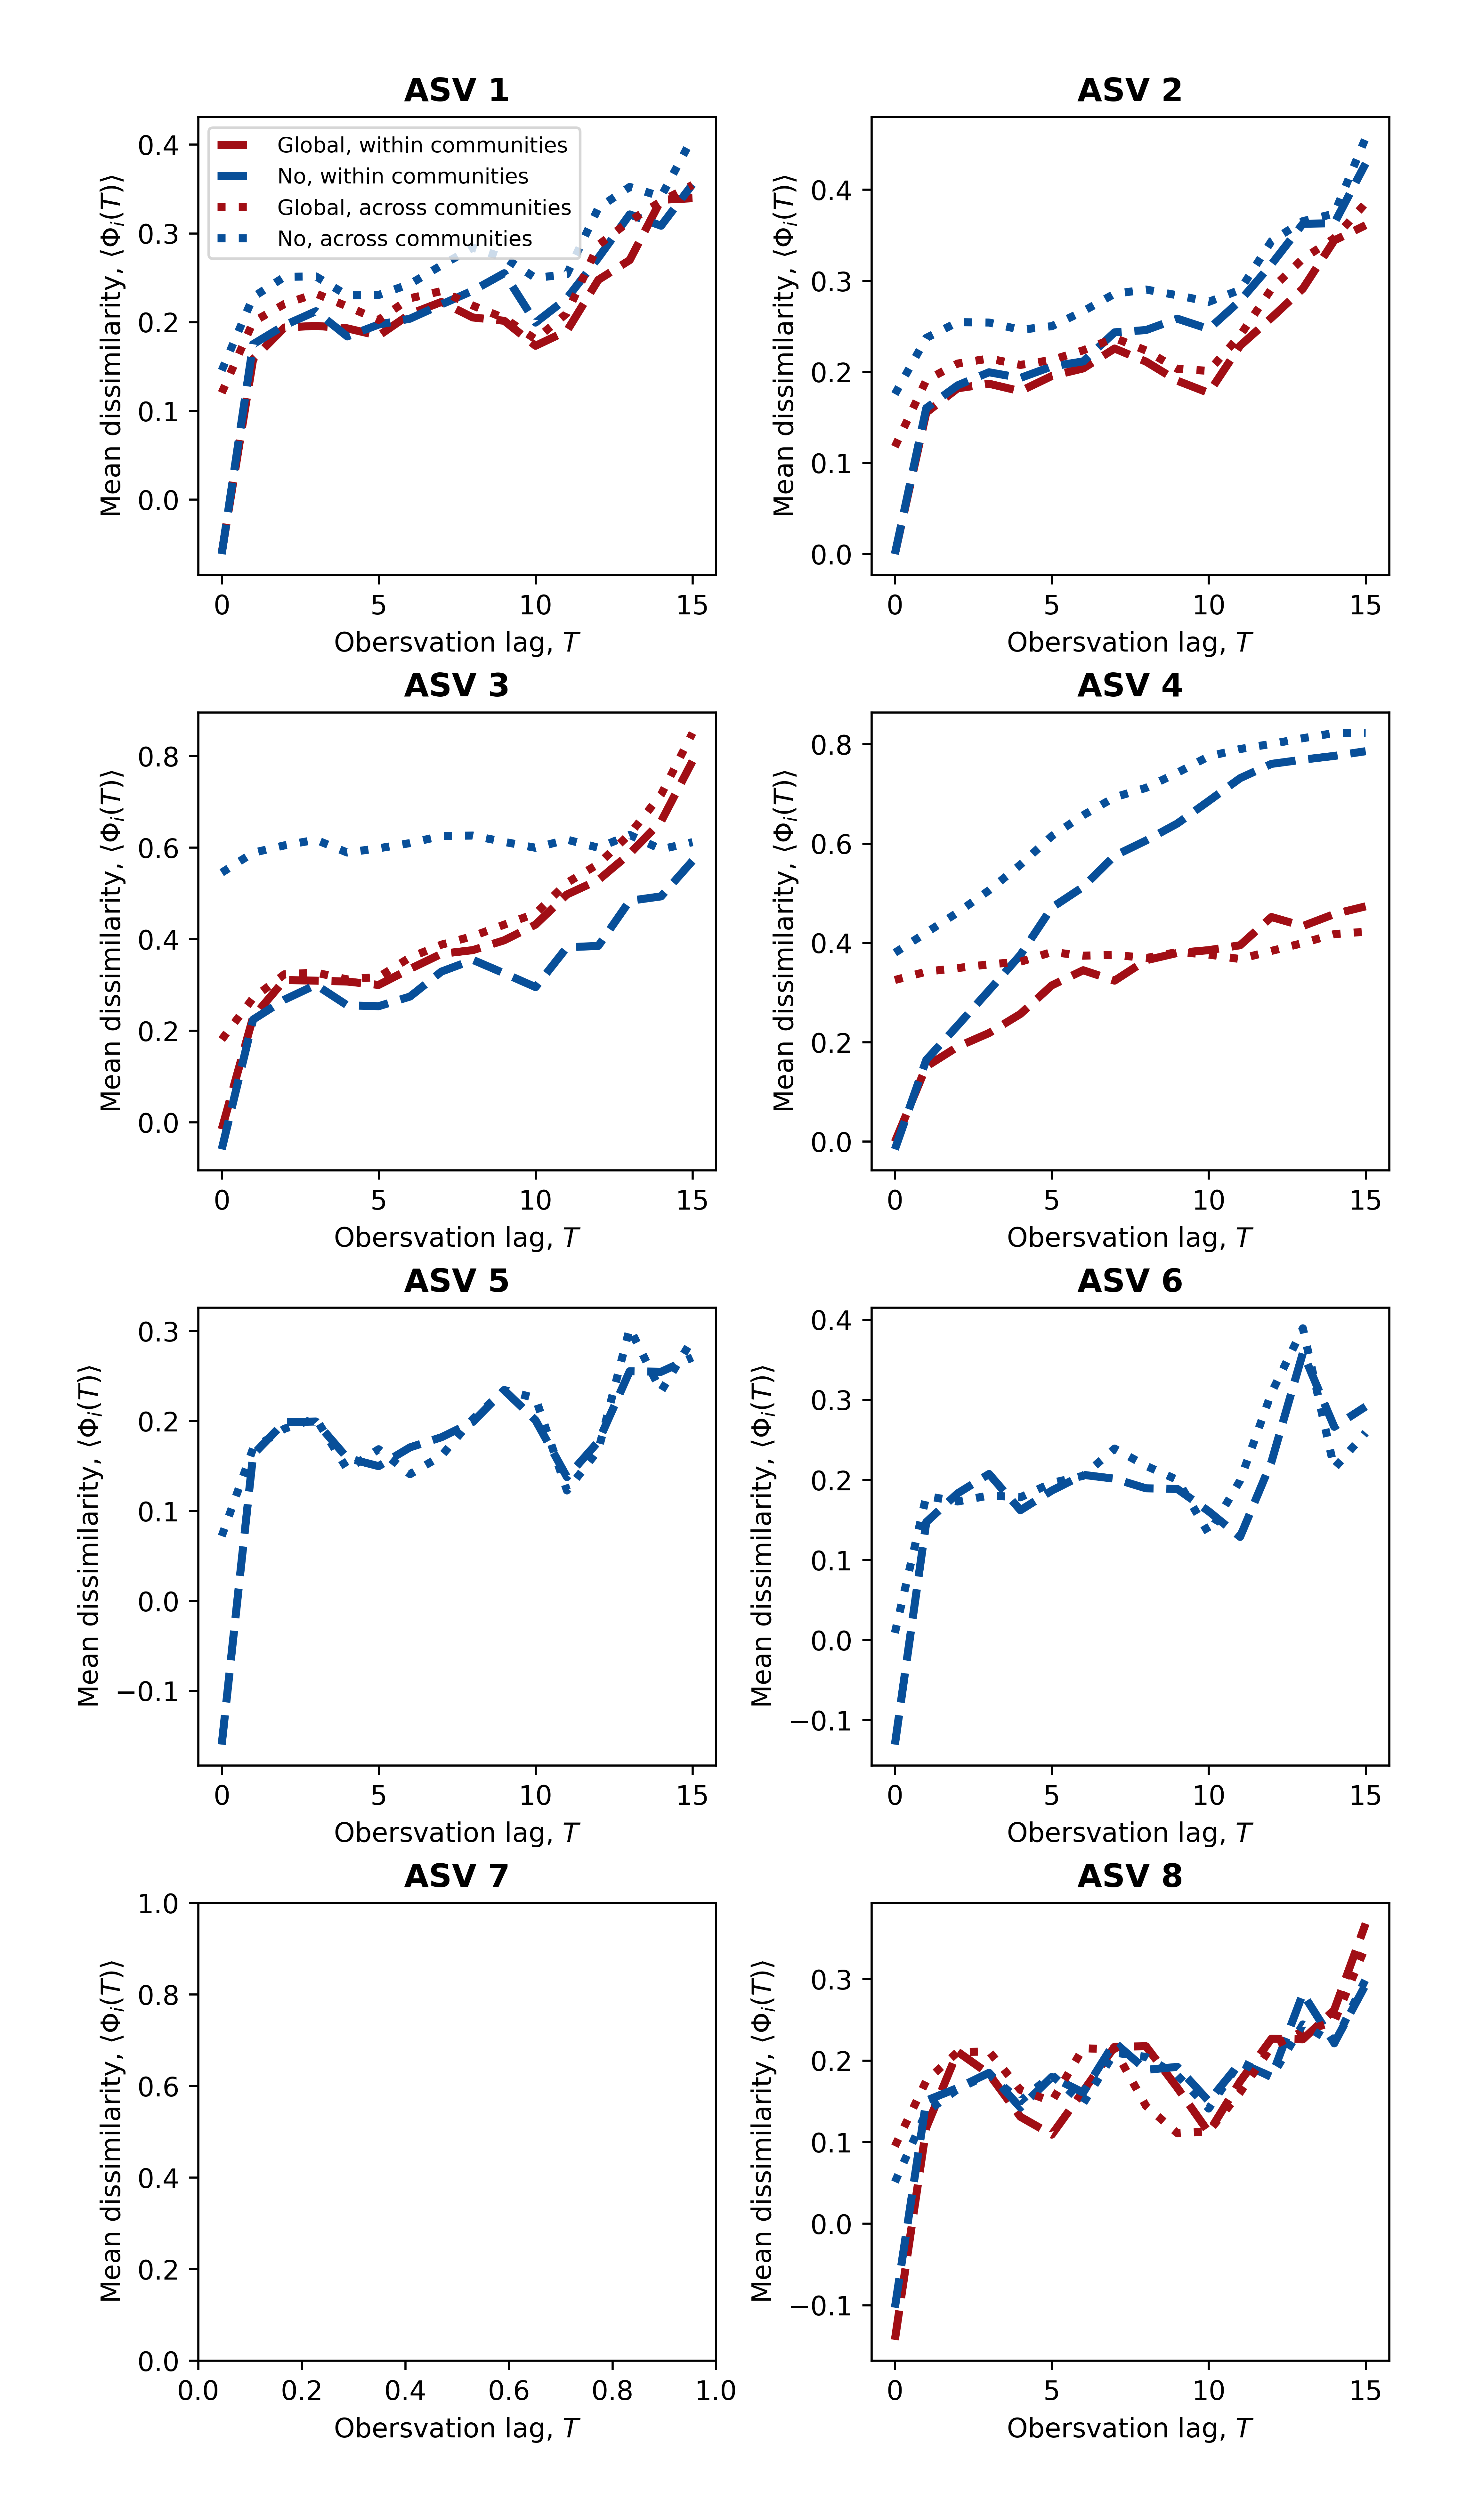 ASV 1
Mean dissimilarity, ⟨Φi(T)⟩
0.4
0.3
0.2
0.1
0.0
Global, within communities
No, within communities
Global, across communities
No, across communities
0 5 10 15
Obersvation lag, T
ASV 2
Mean dissimilarity, ⟨Φi(T)⟩
0.4
0.3
0.2
0.1
0.0
0 5 10 15
Obersvation lag, T
ASV 3
Mean dissimilarity, ⟨Φi(T)⟩
0.8
0.6
0.4
0.2
0.0
0 5 10 15
Obersvation lag, T
ASV 4
Mean dissimilarity, ⟨Φi(T)⟩
0.8
0.6
0.4
0.2
0.0
0 5 10 15
Obersvation lag, T
ASV 5
Mean dissimilarity, ⟨Φi(T)⟩
0.3
0.2
0.1
0.0
−0.1
0 5 10 15
Obersvation lag, T
ASV 6
Mean dissimilarity, ⟨Φi(T)⟩
0.4
0.3
0.2
0.1
0.0
−0.1
0 5 10 15
Obersvation lag, T
ASV 7
Mean dissimilarity, ⟨Φi(T)⟩
1.0
0.8
0.6
0.4
0.2
0.0
0.0 0.2 0.4 0.6 0.8 1.0
Obersvation lag, T
ASV 8
Mean dissimilarity, ⟨Φi(T)⟩
0.3
0.2
0.1
0.0
−0.1
0 5 10 15
Obersvation lag, T